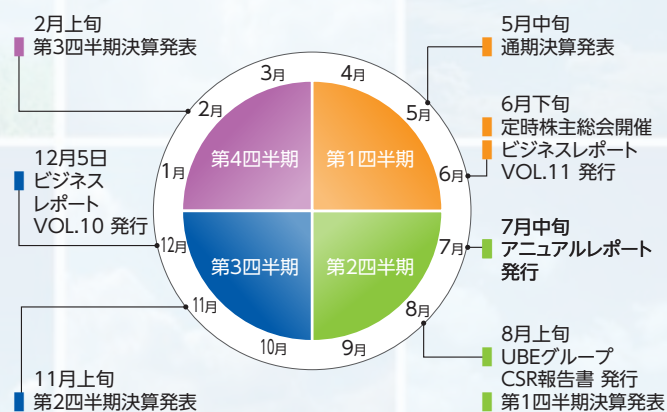 2月上旬
第3四半期決算発表
12月5日
ビジネス
レポート
VOL.10 発行
11月上旬
第2四半期決算発表
3月
4月
2月
5月
1月
6月
12月
7月
11月
8月
10月
9月
第4四半期
第1四半期
第3四半期
第2四半期
5月中旬
通期決算発表
6月下旬
定時株主総会開催
ビジネスレポート
VOL.11 発行
7月中旬
アニュアルレポート
発行
8月上旬
UBEグループ
CSR報告書 発行
第1四半期決算発表